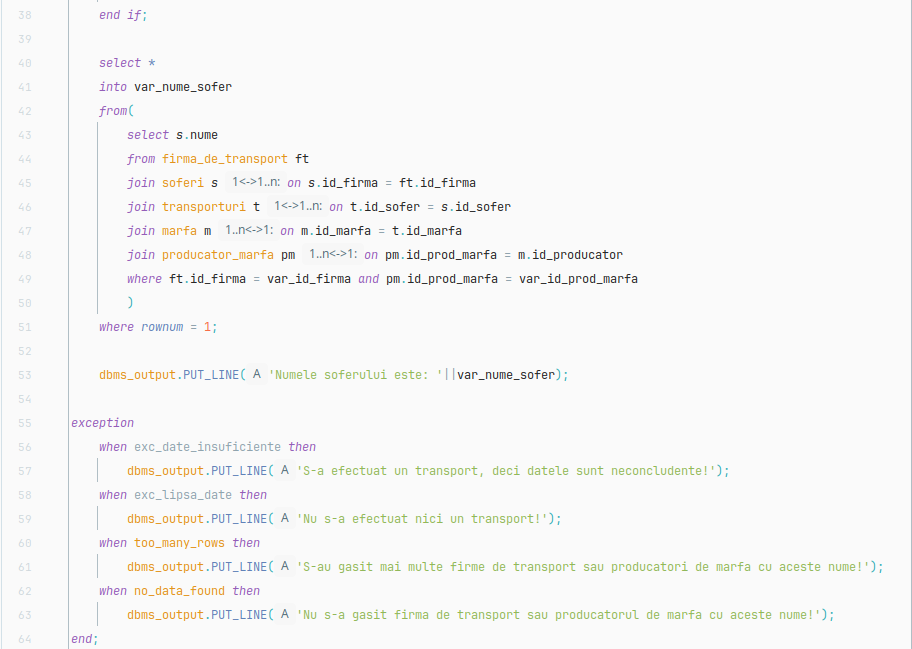 38 end if;
39
40 select *
41 into var_nume_sofer
42 from(
43 select s.nume
44 from firma_de_transport ft
45 join soferi s 1<->1..n: on s.id_firma = ft.id_firma
46 join transporturi t 1<->1..n: on t.id_sofer = s.id_sofer
47 join marfa m 1..n<->1: on m.id_marfa = t.id_marfa
48 join producator_marfa pm 1..n<->1: on pm.id_prod_marfa = m.id_producator
49 where ft.id_firma = var_id_firma and pm.id_prod_marfa = var_id_prod_marfa
50 )
51 where rownum = 1;
52
53 dbms_output.PUT_LINE( A 'Numele soferului este: '||var_nume_sofer);
54
55 exception
56 when exc_date_insuficiente then
57 dbms_output.PUT_LINE( A 'S-a efectuat un transport, deci datele sunt neconcludente!');
58 when exc_lipsa_date then
59 dbms_output.PUT_LINE( A 'Nu s-a efectuat nici un transport!');
60 when too_many_rows then
61 dbms_output.PUT_LINE( A 'S-au gasit mai multe firme de transport sau producatori de marfa cu aceste nume!');
62 when no_data_found then
63 dbms_output.PUT_LINE( A 'Nu s-a gasit firma de transport sau producatorul de marfa cu aceste nume!');
64 end;